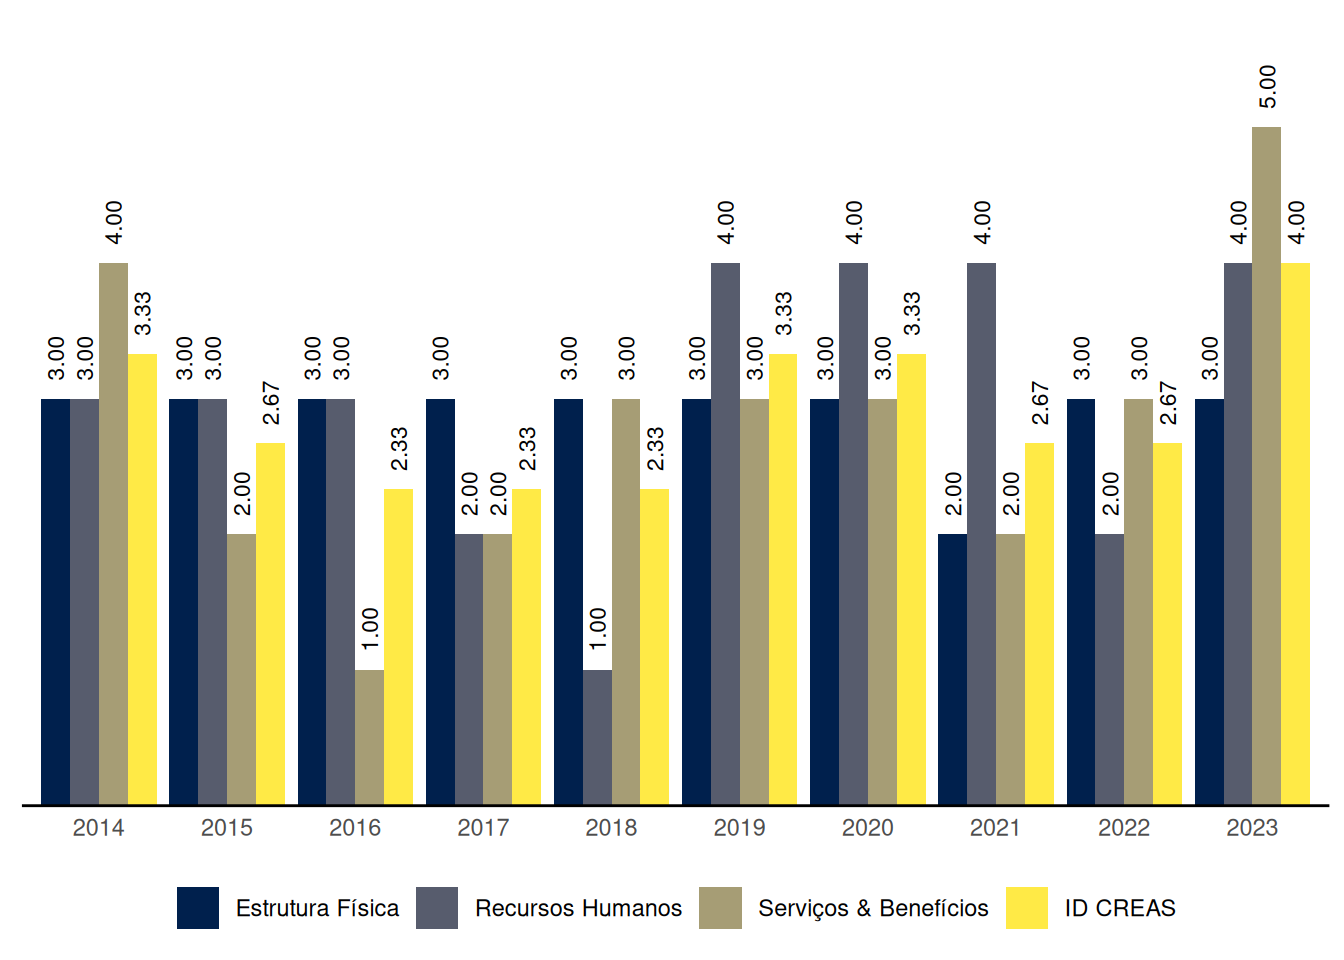 5.00
4.00 4.00 4.00 4.00 4.00 4.00
3.33 3.33 3.33
3.00 3.00 3.00 3.00 3.00 3.00 3.00 3.00 3.00 3.00 3.00 3.00 3.00 3.00 3.00
2.67 2.67 2.67
2.33 2.33 2.33
2.00 2.00 2.00 2.00 2.00 2.00
1.00 1.00
2014 2015 2016 2017 2018 2019 2020 2021 2022 2023
Estrutura Física Recursos Humanos Serviços & Benefícios ID CREAS